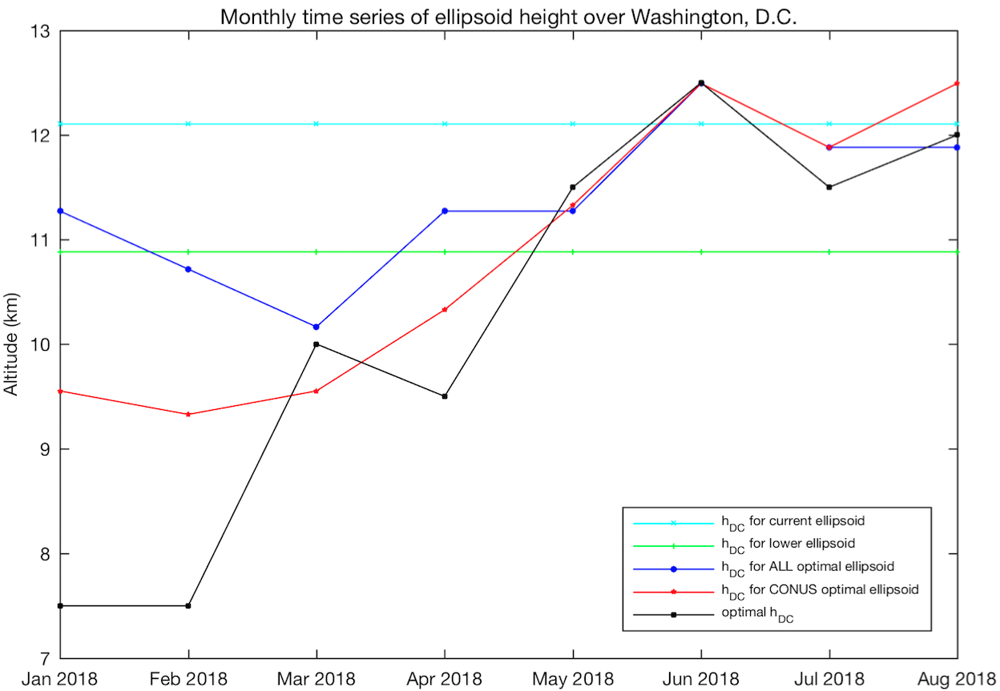 Monthly time series of ellipsoid height over Washington, D.C.
13
12
11
10
9
8
7
Altitude (km)
Jan 2018 Feb 2018 Mar 2018 Apr 2018 May 2018 Jun 2018 Jul 2018 Aug 2018
hDC for current ellipsoid
hDC for lower ellipsoid
hDC for ALL optimal ellipsoid
hDC for CONUS optimal ellipsoid
optimal hDC